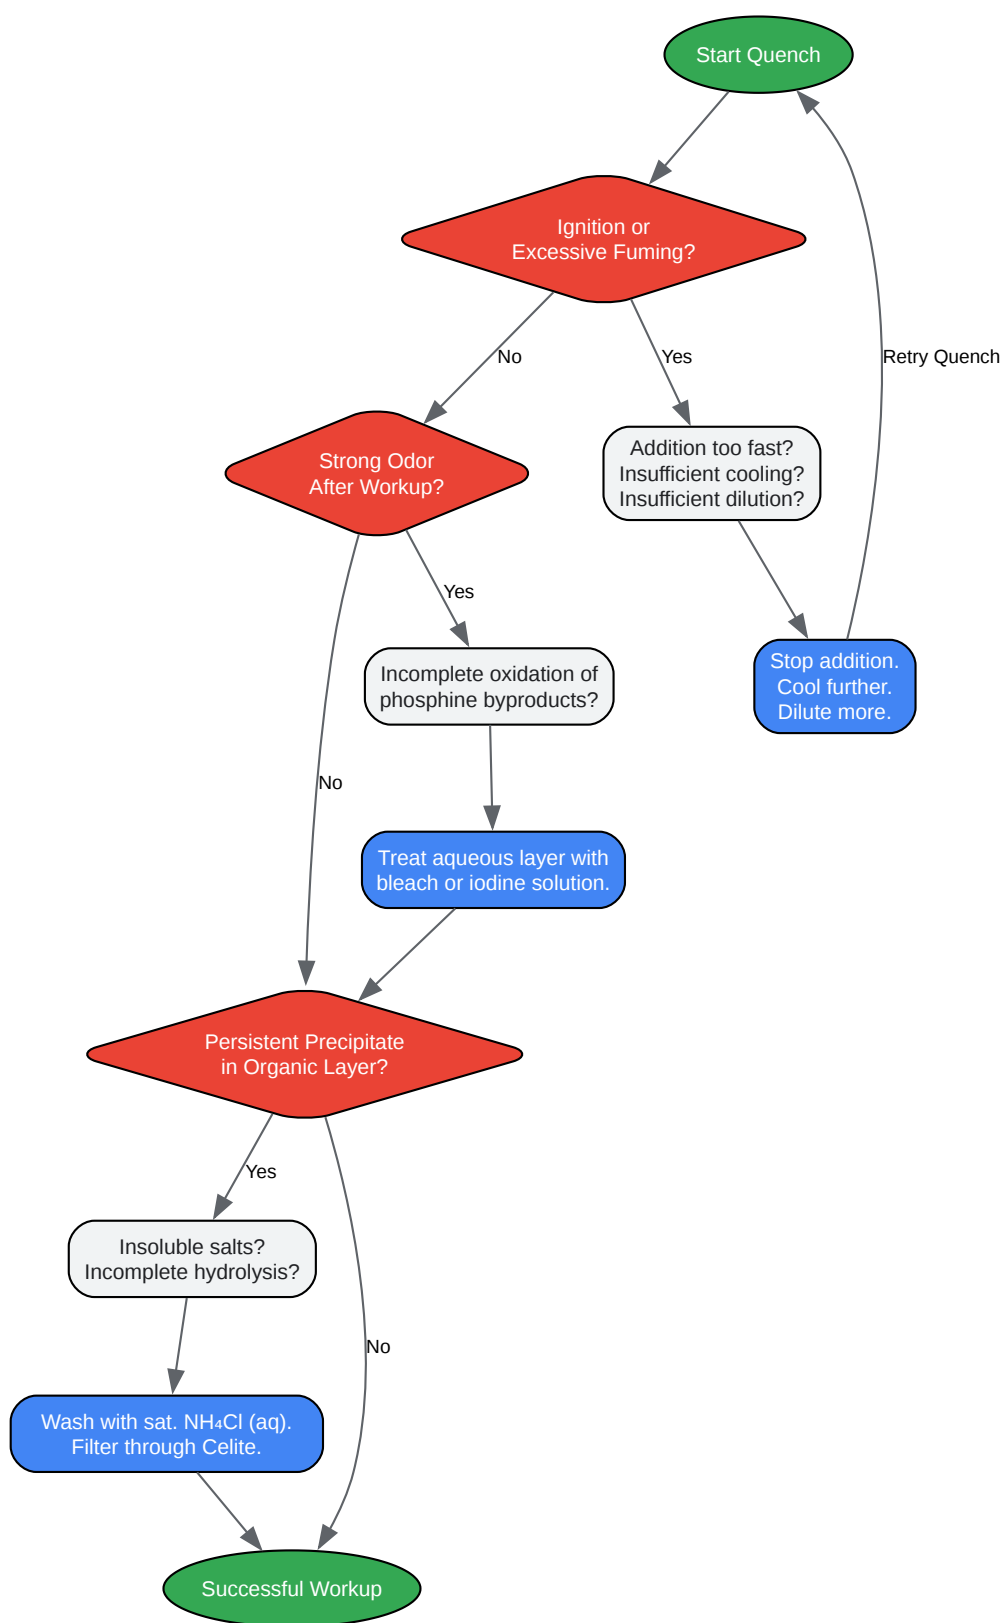 Start Quench
Ignition or
Excessive Fuming?
No
Yes
Retry Quench
Strong Odor
After Workup?
Addition too fast?
Insufficient cooling?
Insufficient dilution?
Yes
Incomplete oxidation of
phosphine byproducts?
Stop addition.
Cool further.
Dilute more.
No
Treat aqueous layer with
bleach or iodine solution.
Persistent Precipitate
in Organic Layer?
Yes
Insoluble salts?
Incomplete hydrolysis?
No
Wash with sat. NH₄Cl (aq).
Filter through Celite.
Successful Workup